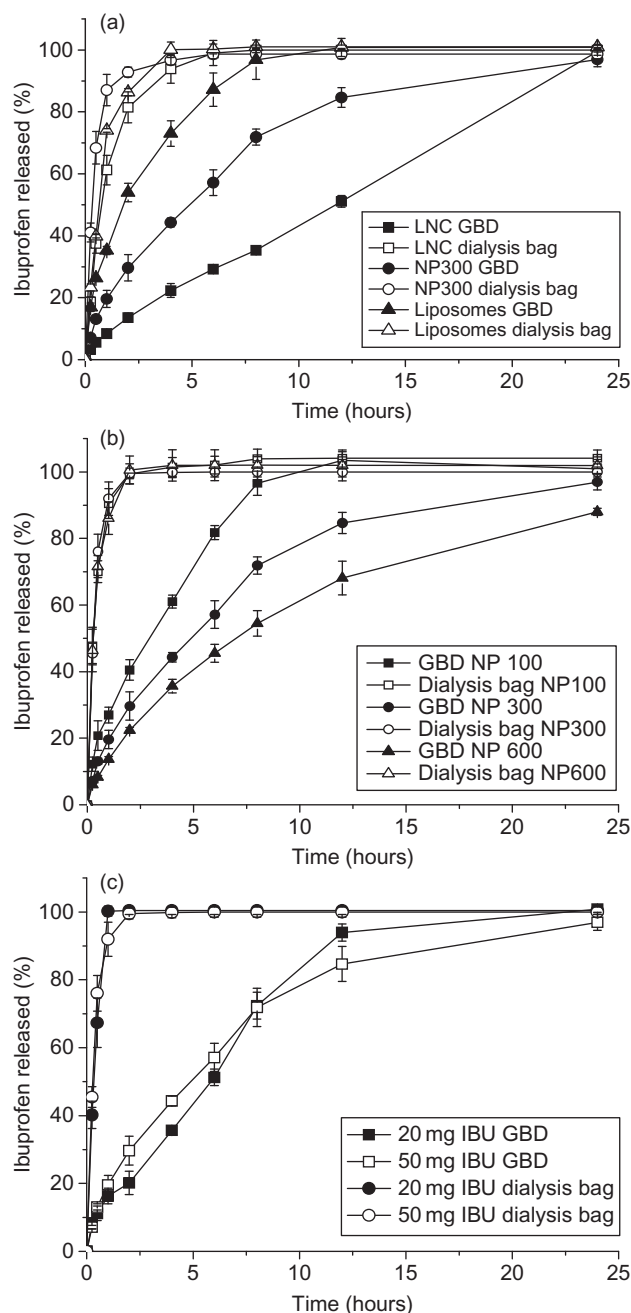 (a)
Ibuprofen released (%)
100
80
60
40
20
0
LNC GBD
LNC dialysis bag
NP300 GBD
NP300 dialysis bag
Liposomes GBD
Liposomes dialysis bag
0 5 10 15 20 25
Time (hours)
(b)
Ibuprofen released (%)
100
80
60
40
20
0
GBD NP 100
Dialysis bag NP100
GBD NP 300
Dialysis bag NP300
GBD NP 600
Dialysis bag NP600
0 5 10 15 20 25
Time (hours)
(c)
Ibuprofen released (%)
100
80
60
40
20
0
20 mg IBU GBD
50 mg IBU GBD
20 mg IBU dialysis bag
50 mg IBU dialysis bag
0 5 10 15 20 25
Time (hours)